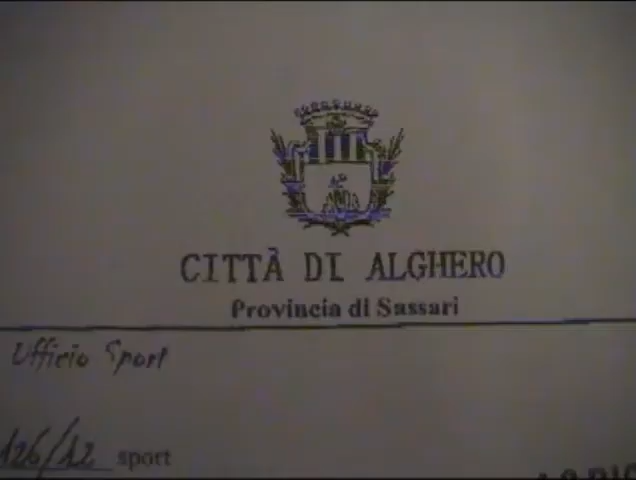 CITTÀ DI ALGHERO
Provincia di Sassari
Ufficio Sport
126/12 sport